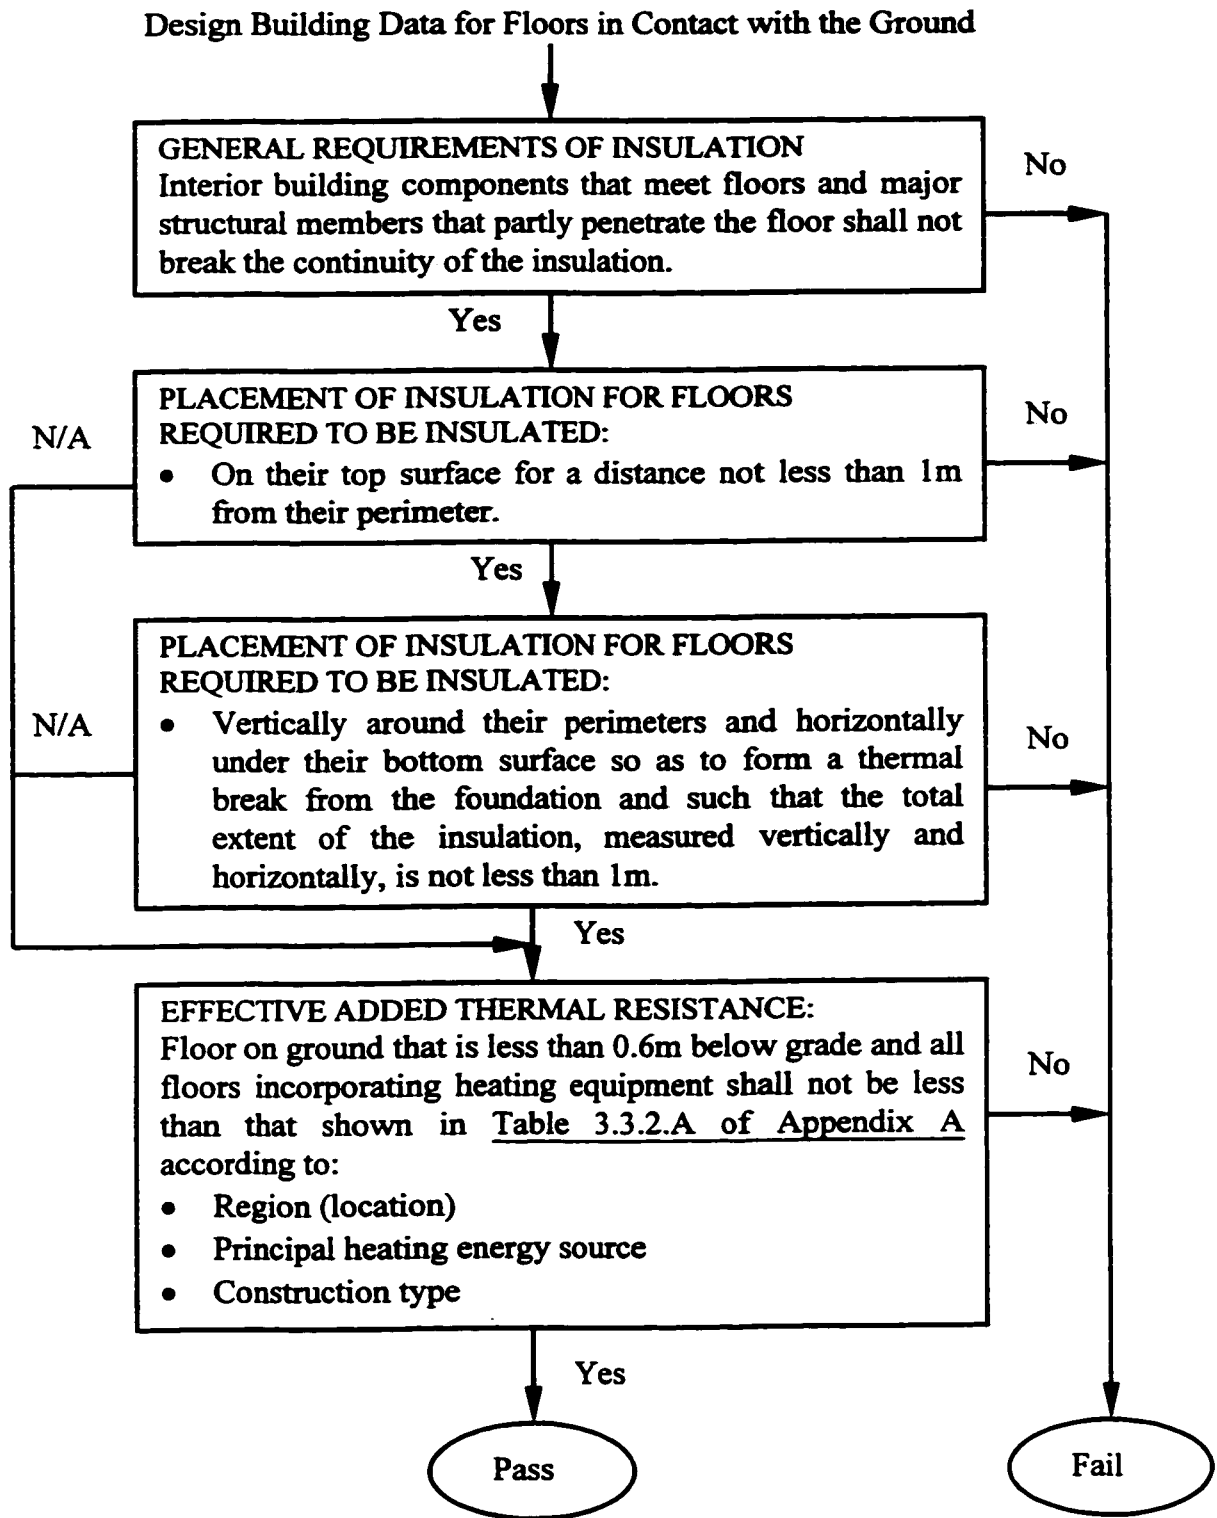 Design Building Data for Floors in Contact with the Ground
GENERAL REQUIREMENTS OF INSULATION
Interior building components that meet floors and major
structural members that partly penetrate the floor shall not
break the continuity of the insulation.
No
Yes
PLACEMENT OF INSULATION FOR FLOORS
REQUIRED TO BE INSULATED:
• On their top surface for a distance not less than 1m
from their perimeter.
N/A
No
Yes
PLACEMENT OF INSULATION FOR FLOORS
REQUIRED TO BE INSULATED:
• Vertically around their perimeters and horizontally
under their bottom surface so as to form a thermal
break from the foundation and such that the total
extent of the insulation, measured vertically and
horizontally, is not less than 1m.
N/A
No
Yes
EFFECTIVE ADDED THERMAL RESISTANCE:
Floor on ground that is less than 0.6m below grade and all
floors incorporating heating equipment shall not be less
than that shown in Table 3.3.2.A of Appendix A
according to:
• Region (location)
• Principal heating energy source
• Construction type
No
Yes
Pass
Fail